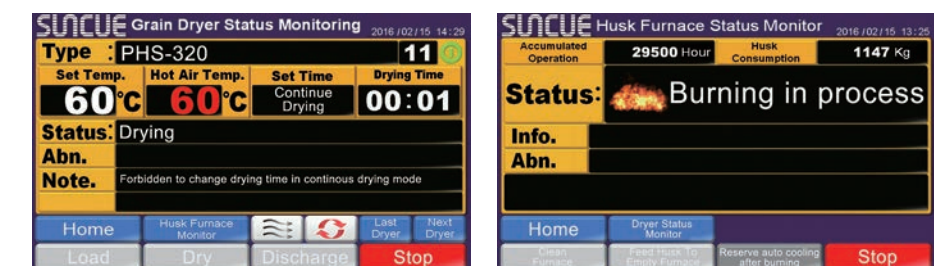 SUNCUE Grain Dryer Status Monitoring 2016/02/15 14:29
Type : PHS-320 11
Set Temp. Hot Air Temp. Set Time Drying Time
60°C 60°C Continue Drying 00:01
Status: Drying
Abn.
Note. Forbidden to change drying time in continous drying mode
Home Husk Furnace Monitor Last Dryer Next Dryer
Load Dry Discharge Stop
SUNCUE Husk Furnace Status Monitor 2016/02/15 13:25
Accumulated Operation 29500 Hour Husk Consumption 1147 Kg
Status: Burning in process
Info.
Abn.
Home Dryer Status Monitor
Clean Furnace Feed Husk To Empty Furnace Reserve auto cooling after burning Stop